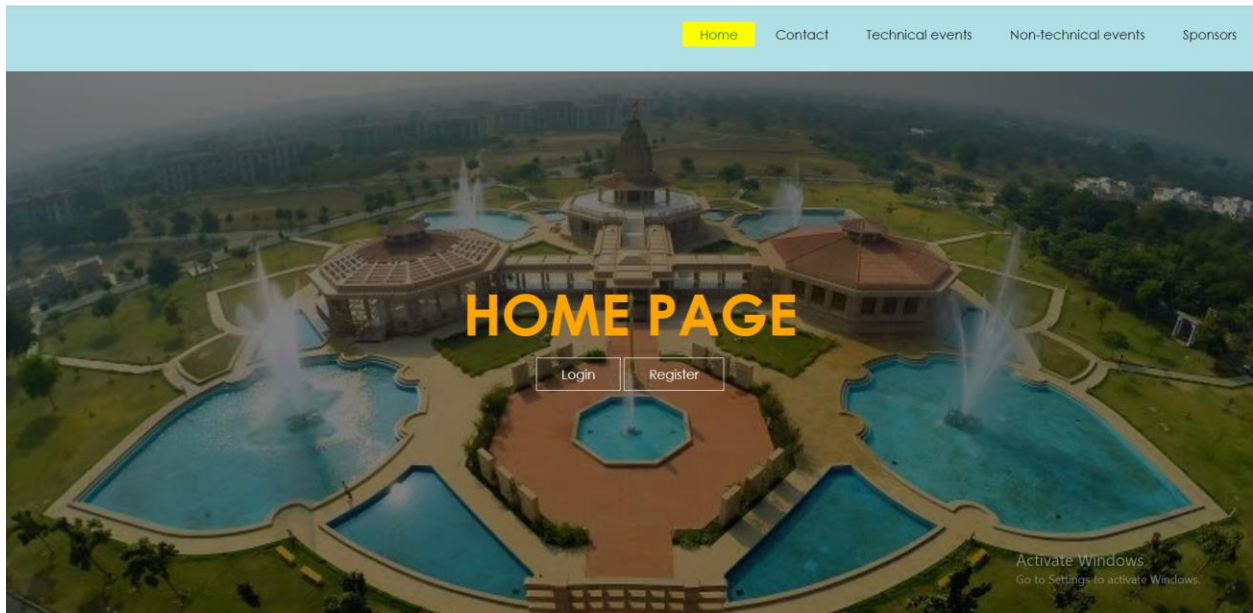 Home Contact Technical events Non-technical events Sponsors
HOME PAGE
Login Register
Activate Windows
Go to Settings to activate Windows.